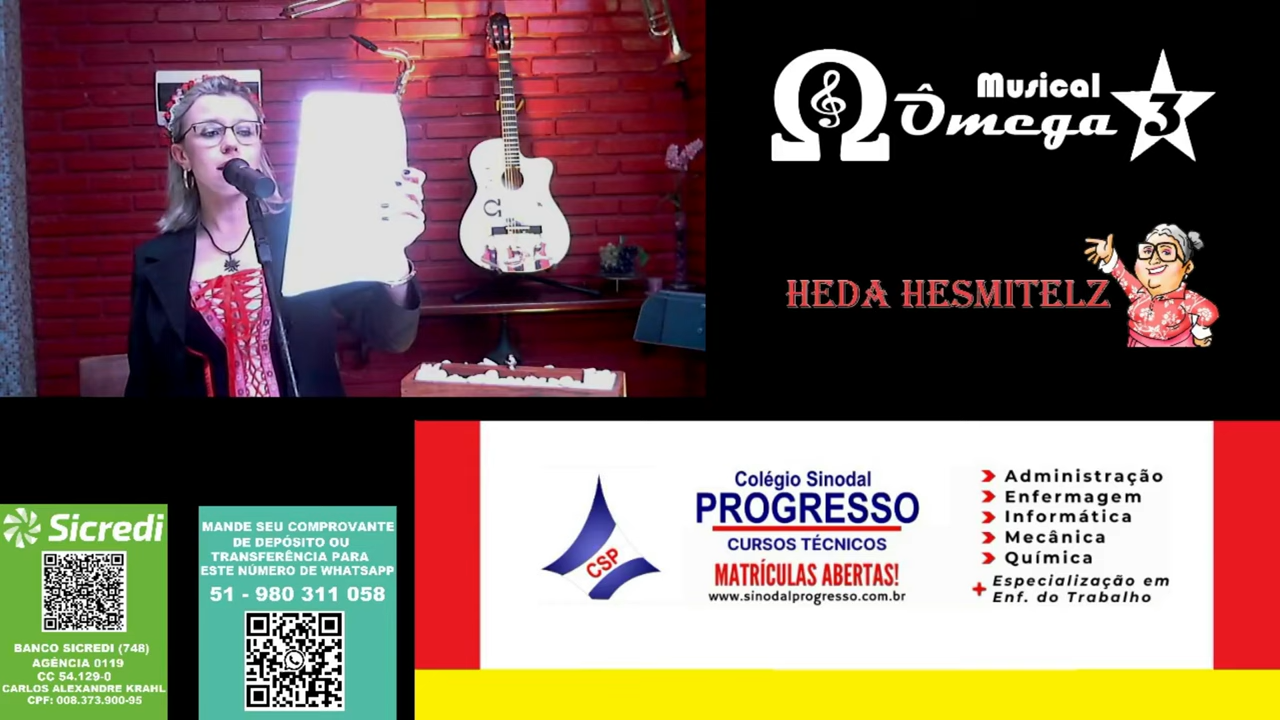 Musical
Ω Ômega 3
HEDA HESMITELZ
Sicredi
BANCO SICREDI (748)
AGÊNCIA 0119
CC 54.129-0
CARLOS ALEXANDRE KRAHL
CPF: 008.373.900-95
MANDE SEU COMPROVANTE
DE DEPÓSITO OU
TRANSFERÊNCIA PARA
ESTE NÚMERO DE WHATSAPP
51 - 980 311 058
CSP
Colégio Sinodal
PROGRESSO
CURSOS TÉCNICOS
MATRÍCULAS ABERTAS!
www.sinodalprogresso.com.br
Administração
Enfermagem
Informática
Mecânica
Química
+ Especialização em
Enf. do Trabalho